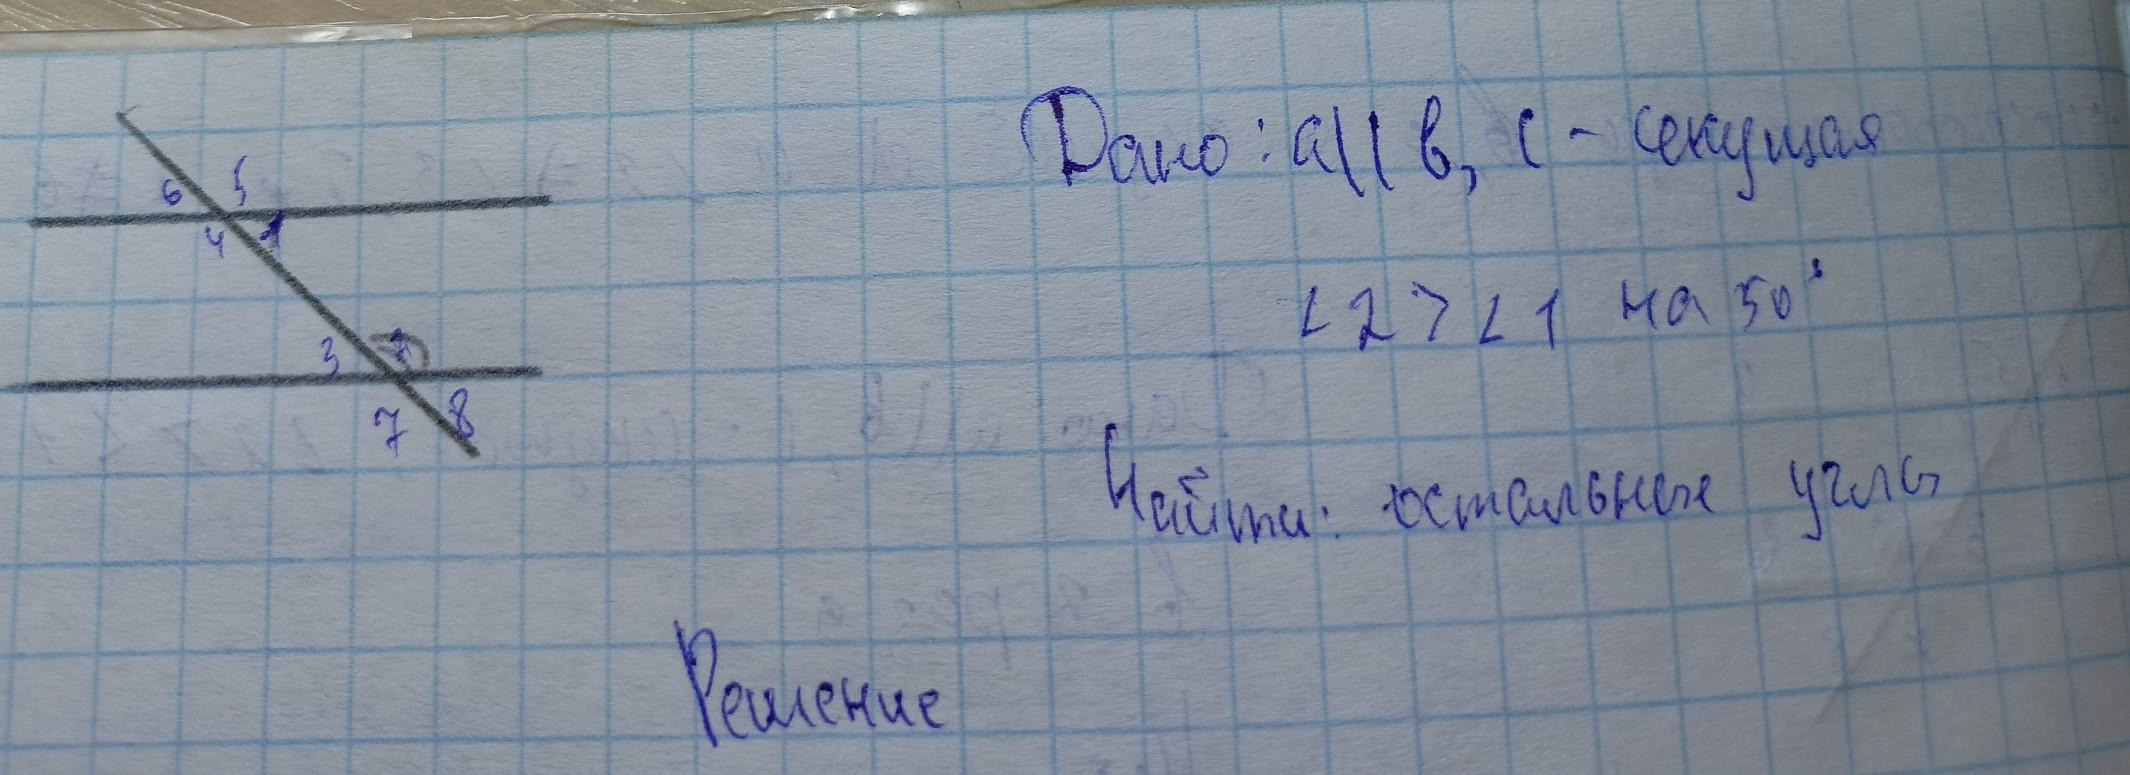 Дано: a || b, c - секущая
∠2 > ∠1 на 50°
Найти: остальные углы
6 5
4 1
3 2
7 8
Решение